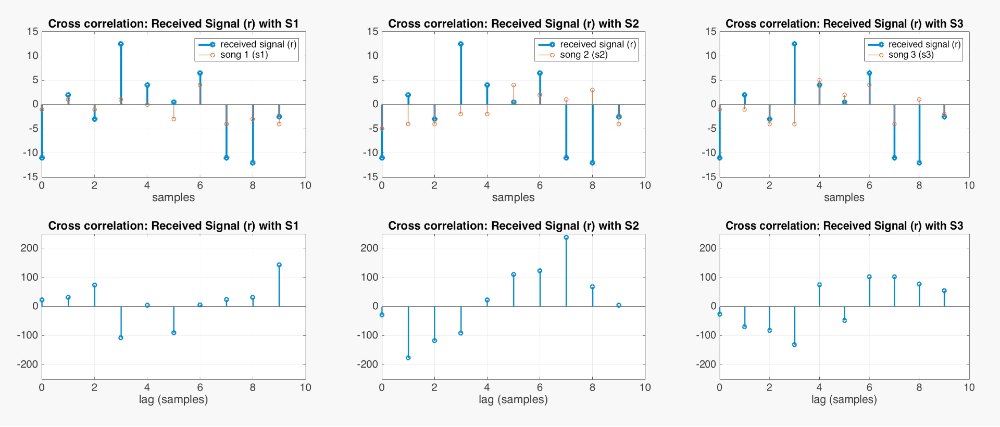 Cross correlation: Received Signal (r) with S1
15
10
5
0
-5
-10
-15
0 2 4 6 8 10
samples
received signal (r)
song 1 (s1)
Cross correlation: Received Signal (r) with S2
15
10
5
0
-5
-10
-15
0 2 4 6 8 10
samples
received signal (r)
song 2 (s2)
Cross correlation: Received Signal (r) with S3
15
10
5
0
-5
-10
-15
0 2 4 6 8 10
samples
received signal (r)
song 3 (s3)
Cross correlation: Received Signal (r) with S1
200
100
0
-100
-200
0 2 4 6 8 10
lag (samples)
Cross correlation: Received Signal (r) with S2
200
100
0
-100
-200
0 2 4 6 8 10
lag (samples)
Cross correlation: Received Signal (r) with S3
200
100
0
-100
-200
0 2 4 6 8 10
lag (samples)